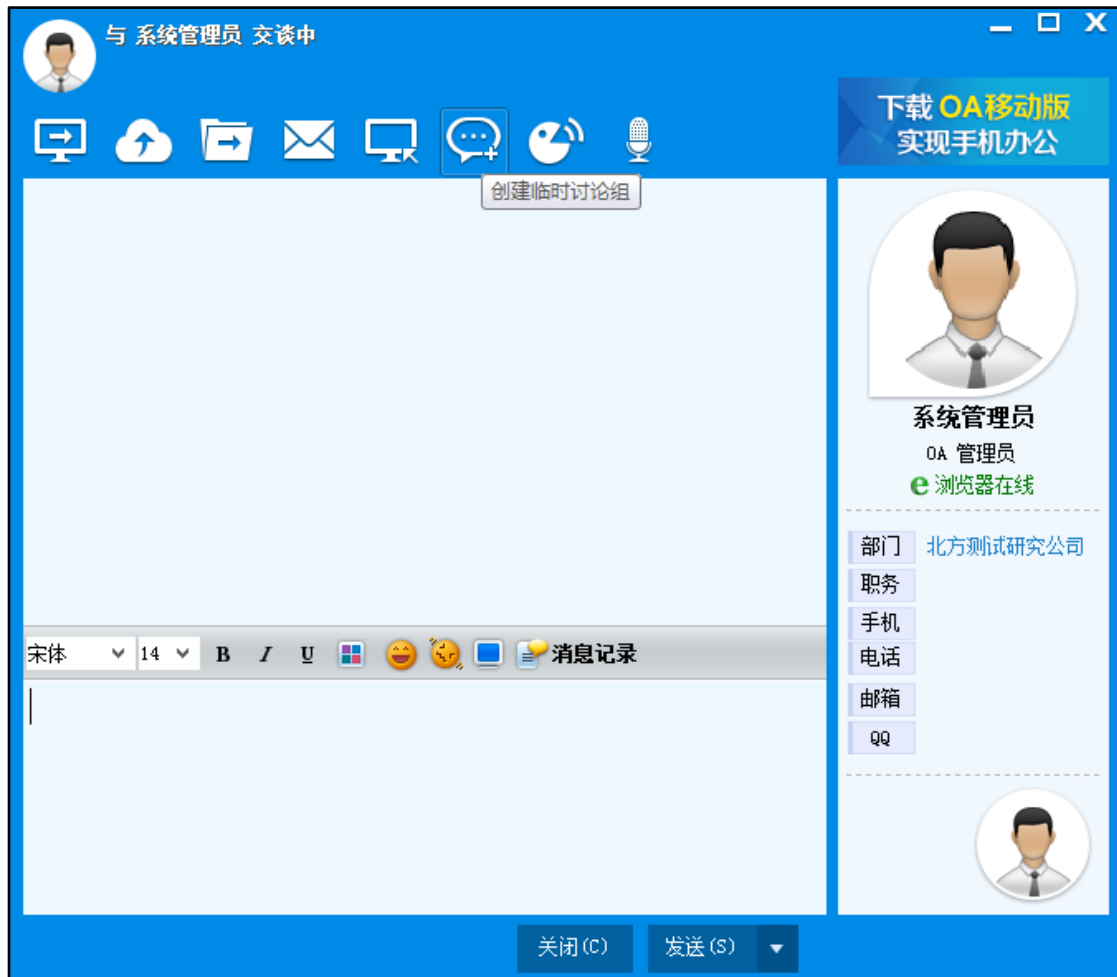 与 系统管理员 交谈中
下载 OA移动版
实现手机办公
创建临时讨论组
系统管理员
OA 管理员
浏览器在线
部门 北方测试研究公司
职务
手机
电话
邮箱
QQ
宋体 14 B I U 消息记录
关闭(C) 发送(S)